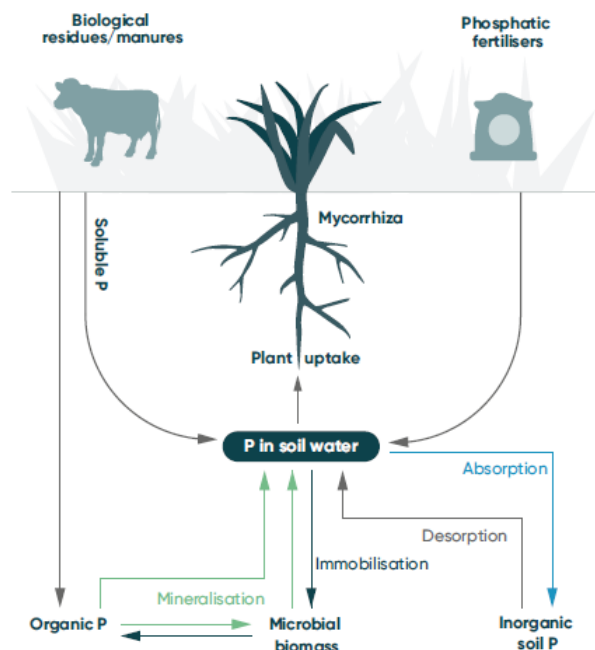 Biological
residues/manures
Phosphatic
fertilisers
Mycorrhiza
Soluble P
Plant uptake
P in soil water
Absorption
Desorption
Immobilisation
Mineralisation
Organic P
Microbial
biomass
Inorganic
soil P